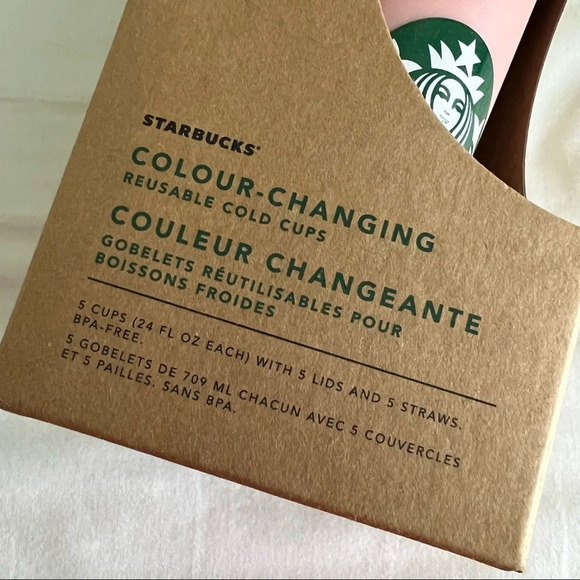 STARBUCKS®
COLOUR-CHANGING
REUSABLE COLD CUPS
COULEUR CHANGEANTE
GOBELETS RÉUTILISABLES POUR
BOISSONS FROIDES
5 CUPS (24 FL OZ EACH) WITH 5 LIDS AND 5 STRAWS.
BPA-FREE.
5 GOBELETS DE 709 ML CHACUN AVEC 5 COUVERCLES
ET 5 PAILLES. SANS BPA.